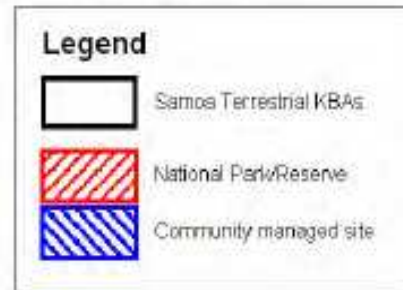 Legend
Samoa Terrestrial KBAs
National Park/Reserve
Community managed site